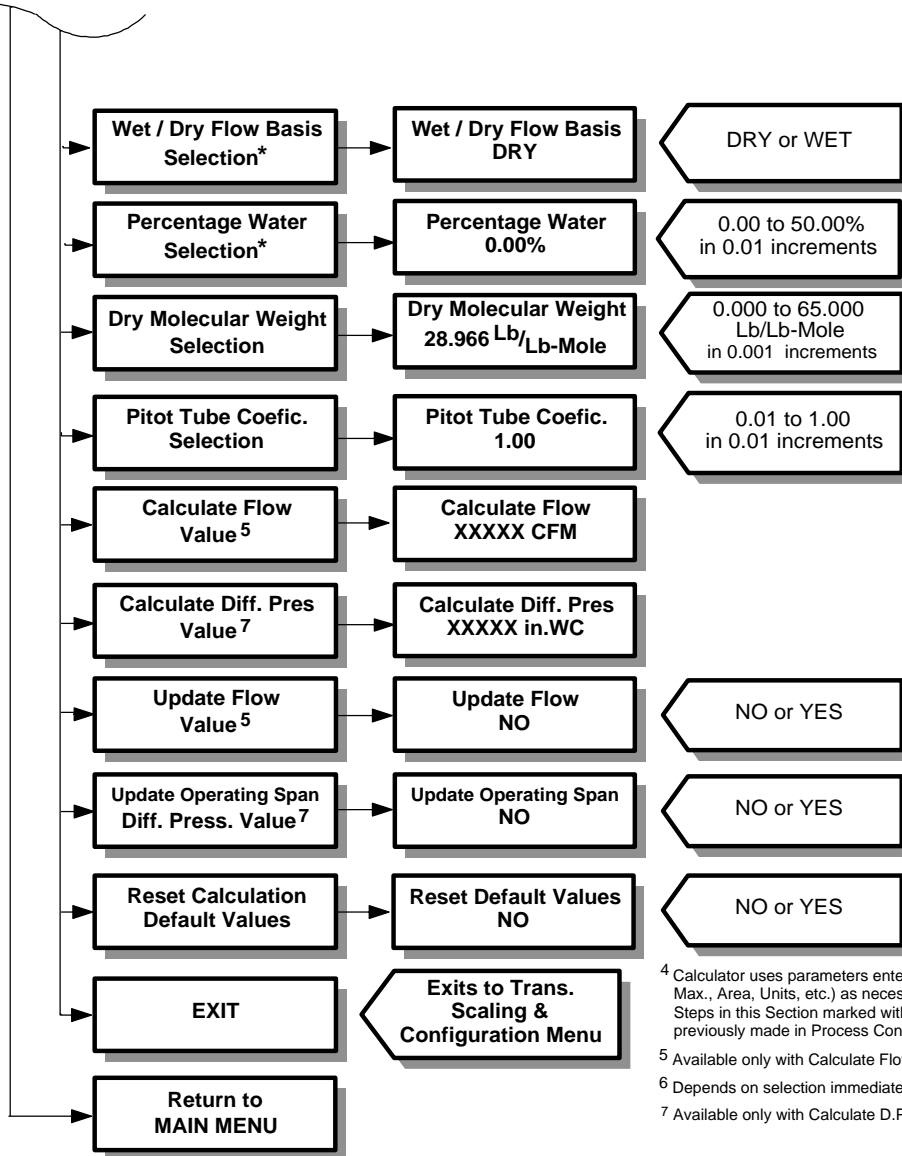 Wet / Dry Flow Basis
Selection*
Wet / Dry Flow Basis
DRY
DRY or WET
Percentage Water
Selection*
Percentage Water
0.00%
0.00 to 50.00%
in 0.01 increments
Dry Molecular Weight
Selection
Dry Molecular Weight
28.966 Lb/Lb-Mole
0.000 to 65.000
Lb/Lb-Mole
in 0.001 increments
Pitot Tube Coefic.
Selection
Pitot Tube Coefic.
1.00
0.01 to 1.00
in 0.01 increments
Calculate Flow
Value 5
Calculate Flow
XXXXX CFM
Calculate Diff. Pres
Value 7
Calculate Diff. Pres
XXXXX in.WC
Update Flow
Value 5
Update Flow
NO
NO or YES
Update Operating Span
Diff. Press. Value 7
Update Operating Span
NO
NO or YES
Reset Calculation
Default Values
Reset Default Values
NO
NO or YES
EXIT
Exits to Trans.
Scaling &
Configuration Menu
Return to
MAIN MENU
4 Calculator uses parameters
Max., Area, Units, etc.) as
Steps in this Section marked
previously made in Process
5 Available only with Calculate
6 Depends on selection
7 Available only with Calculate